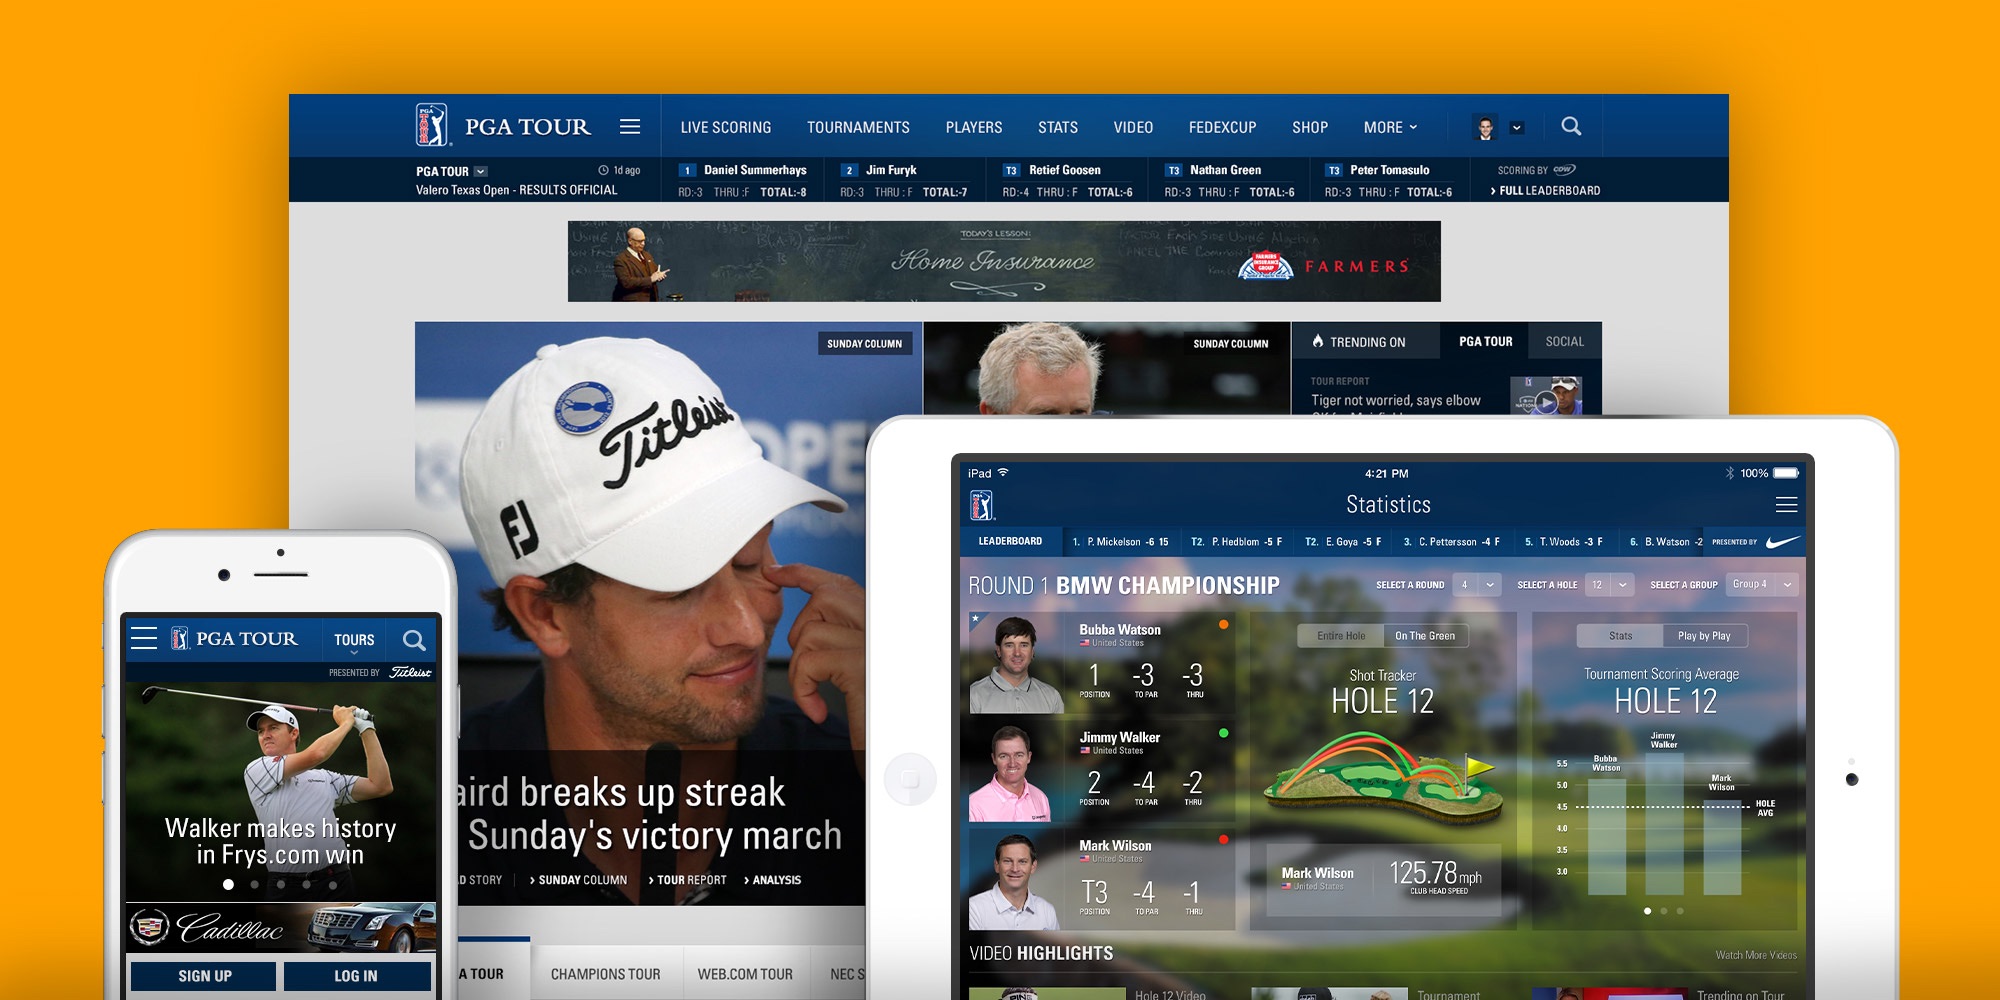 PGA TOUR
LIVE SCORING
TOURNAMENTS
PLAYERS
STATS
VIDEO
FEDEXCUP
SHOP
MORE
PGA TOUR
1d ago
Valero Texas Open - RESULTS OFFICIAL
1 Daniel Summerhays
RD:-3 THRU : F TOTAL:-8
2 Jim Furyk
RD:-3 THRU : F TOTAL:-7
T3 Retief Goosen
RD:-4 THRU : F TOTAL:-6
T3 Nathan Green
RD:-3 THRU : F TOTAL:-6
T3 Peter Tomasulo
RD:-3 THRU : F TOTAL:-6
SCORING BY CDW
› FULL LEADERBOARD
TODAY'S LESSON:
Home Insurance
FARMERS INSURANCE GROUP
FARMERS
SUNDAY COLUMN
SUNDAY COLUMN
TRENDING ON
PGA TOUR
SOCIAL
TOUR REPORT
Tiger not worried, says elbow
Titleist
FJ
OPE
aird breaks up streak
Sunday's victory march
D STORY
› SUNDAY COLUMN
› TOUR REPORT
› ANALYSIS
A TOUR
CHAMPIONS TOUR
WEB.COM TOUR
NEC S
PGA TOUR
TOURS
PRESENTED BY Titleist
Walker makes history
in Frys.com win
Cadillac
SIGN UP
LOG IN
iPad
4:21 PM
100%
Statistics
LEADERBOARD
1. P. Mickelson -6 15
T2. P. Hedblom -5 F
T2. E. Goya -5 F
3. C. Pettersson -4 F
5. T. Woods -3 F
6. B. Watson -2
PRESENTED BY
ROUND 1 BMW CHAMPIONSHIP
SELECT A ROUND 4
SELECT A HOLE 12
SELECT A GROUP Group 4
Bubba Watson
United States
1 -3 -3
POSITION TO PAR THRU
Jimmy Walker
United States
2 -4 -2
POSITION TO PAR THRU
Mark Wilson
United States
T3 -4 -1
POSITION TO PAR THRU
Entire Hole
On The Green
Shot Tracker
HOLE 12
Mark Wilson
United States
125.78 mph
CLUB HEAD SPEED
Stats
Play by Play
Tournament Scoring Average
HOLE 12
Bubba
Watson
Jimmy
Walker
Mark
Wilson
5.5
5.0
4.5
4.0
3.5
3.0
HOLE
AVG
VIDEO HIGHLIGHTS
Watch More Videos
Hole 12 Video
Tournament
Trending on Tour